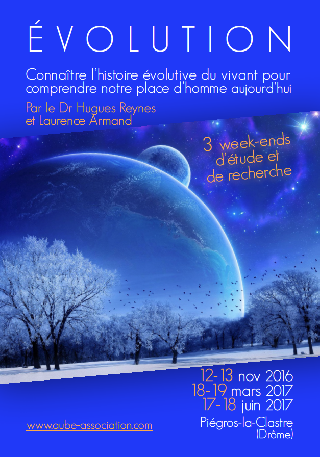 ÉVOLUTION
Connaître l'histoire évolutive du vivant pour
comprendre notre place d'homme aujourd'hui
Par le Dr Hugues Reynes
et Laurence Armand
3 week-ends
d'étude et
de recherche
12-13 nov 2016
18-19 mars 2017
17-18 juin 2017
www.aube-association.com
Piégros-la-Clastre
(Drôme)